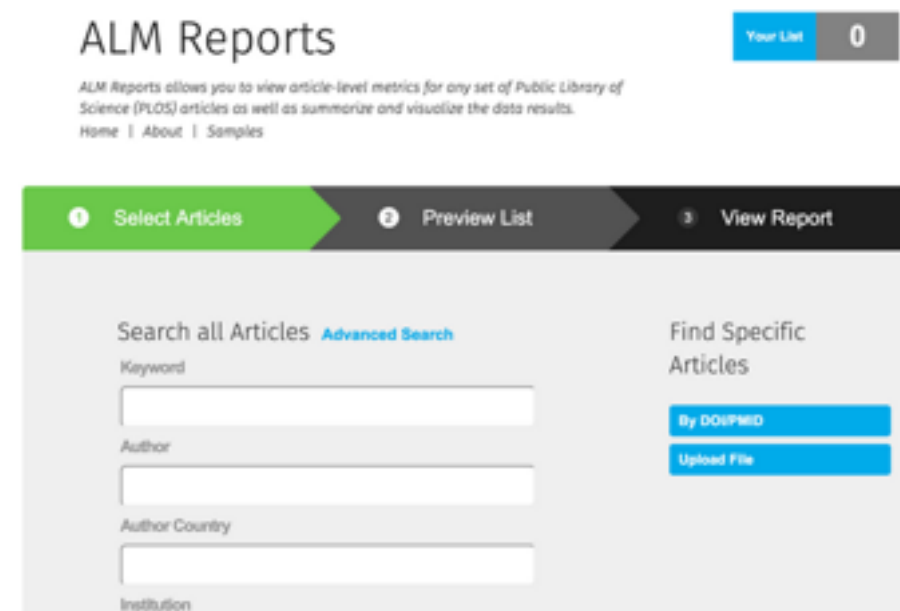 ALM Reports
Your List 0
ALM Reports allows you to view article-level metrics for any set of Public Library of
Science (PLOS) articles as well as summarize and visualize the data results.
Home | About | Samples
1 Select Articles
2 Preview List
3 View Report
Search all Articles Advanced Search
Keyword
Author
Author Country
Institution
Find Specific
Articles
By DOI/PMID
Upload File